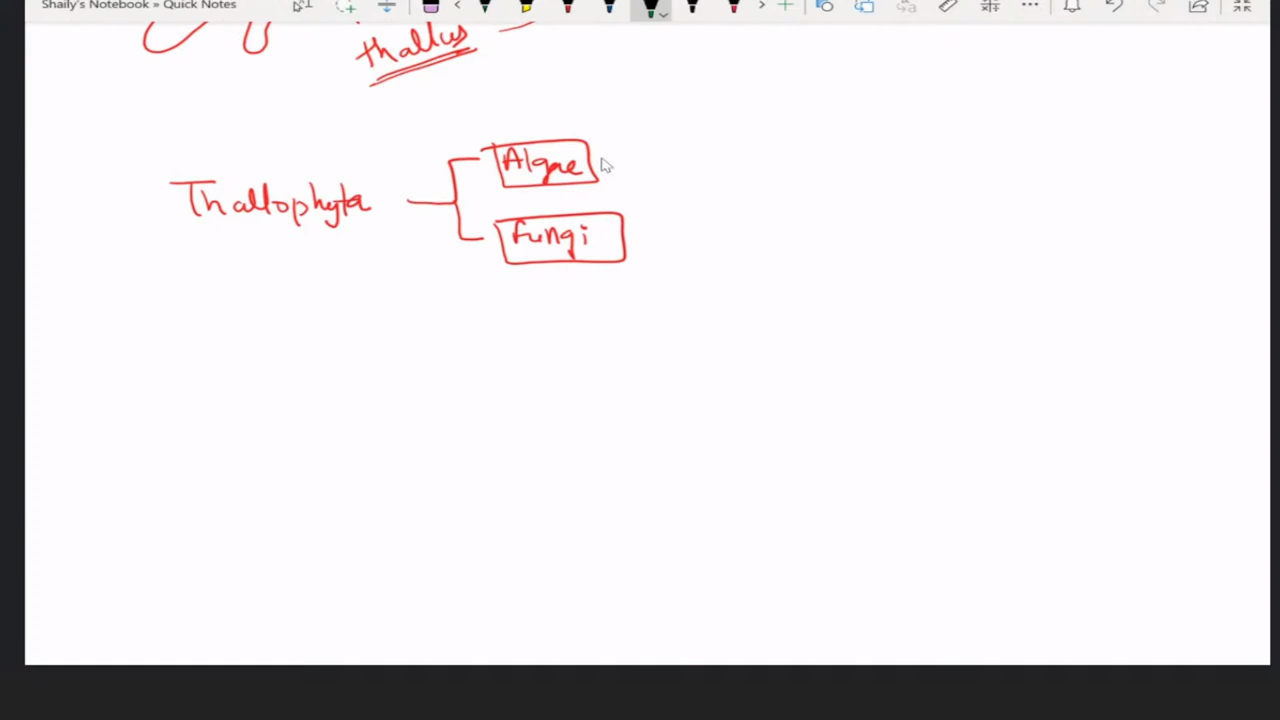 Shaily's Notebook » Quick Notes
thallus
Algae
Thallophyta
Fungi